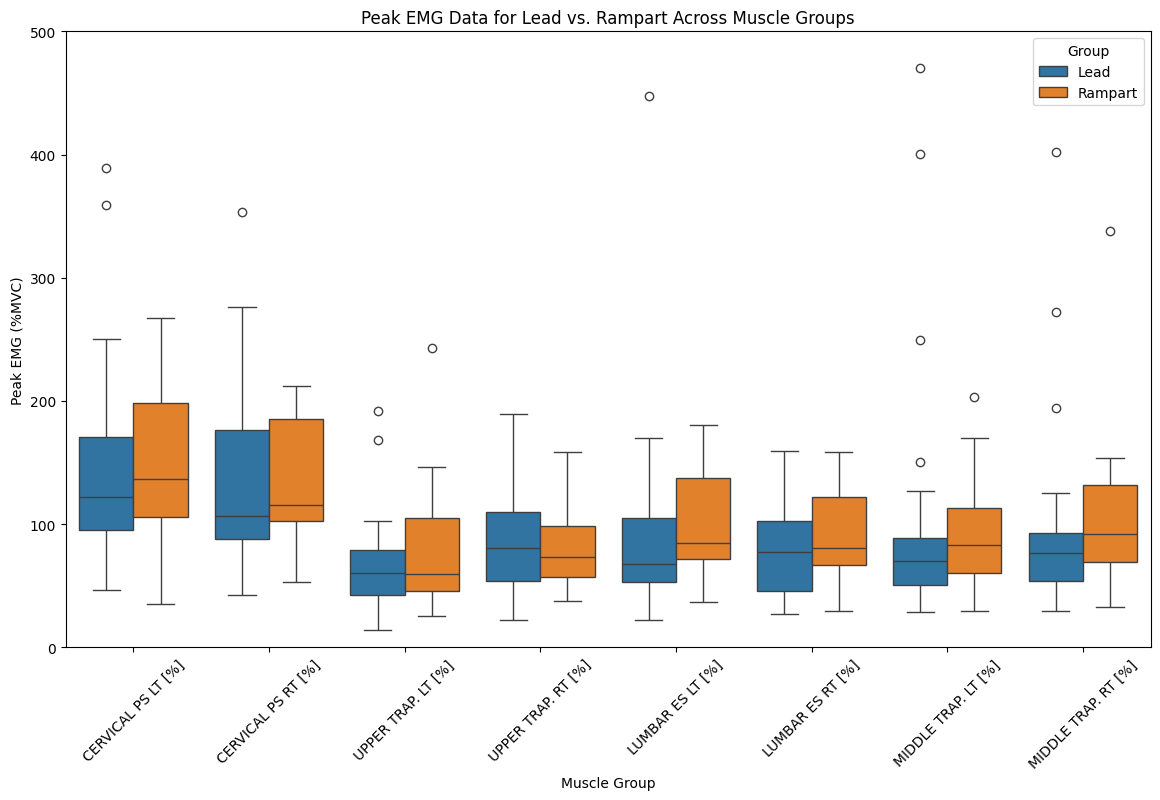 Peak EMG Data for Lead vs. Rampart Across Muscle Groups
Group
Lead
Rampart
Peak EMG (%MVC)
500
400
300
200
100
0
CERVICAL PS LT [%]
CERVICAL PS RT [%]
UPPER TRAP. LT [%]
UPPER TRAP. RT [%]
LUMBAR ES LT [%]
LUMBAR ES RT [%]
MIDDLE TRAP. LT [%]
MIDDLE TRAP. RT [%]
Muscle Group